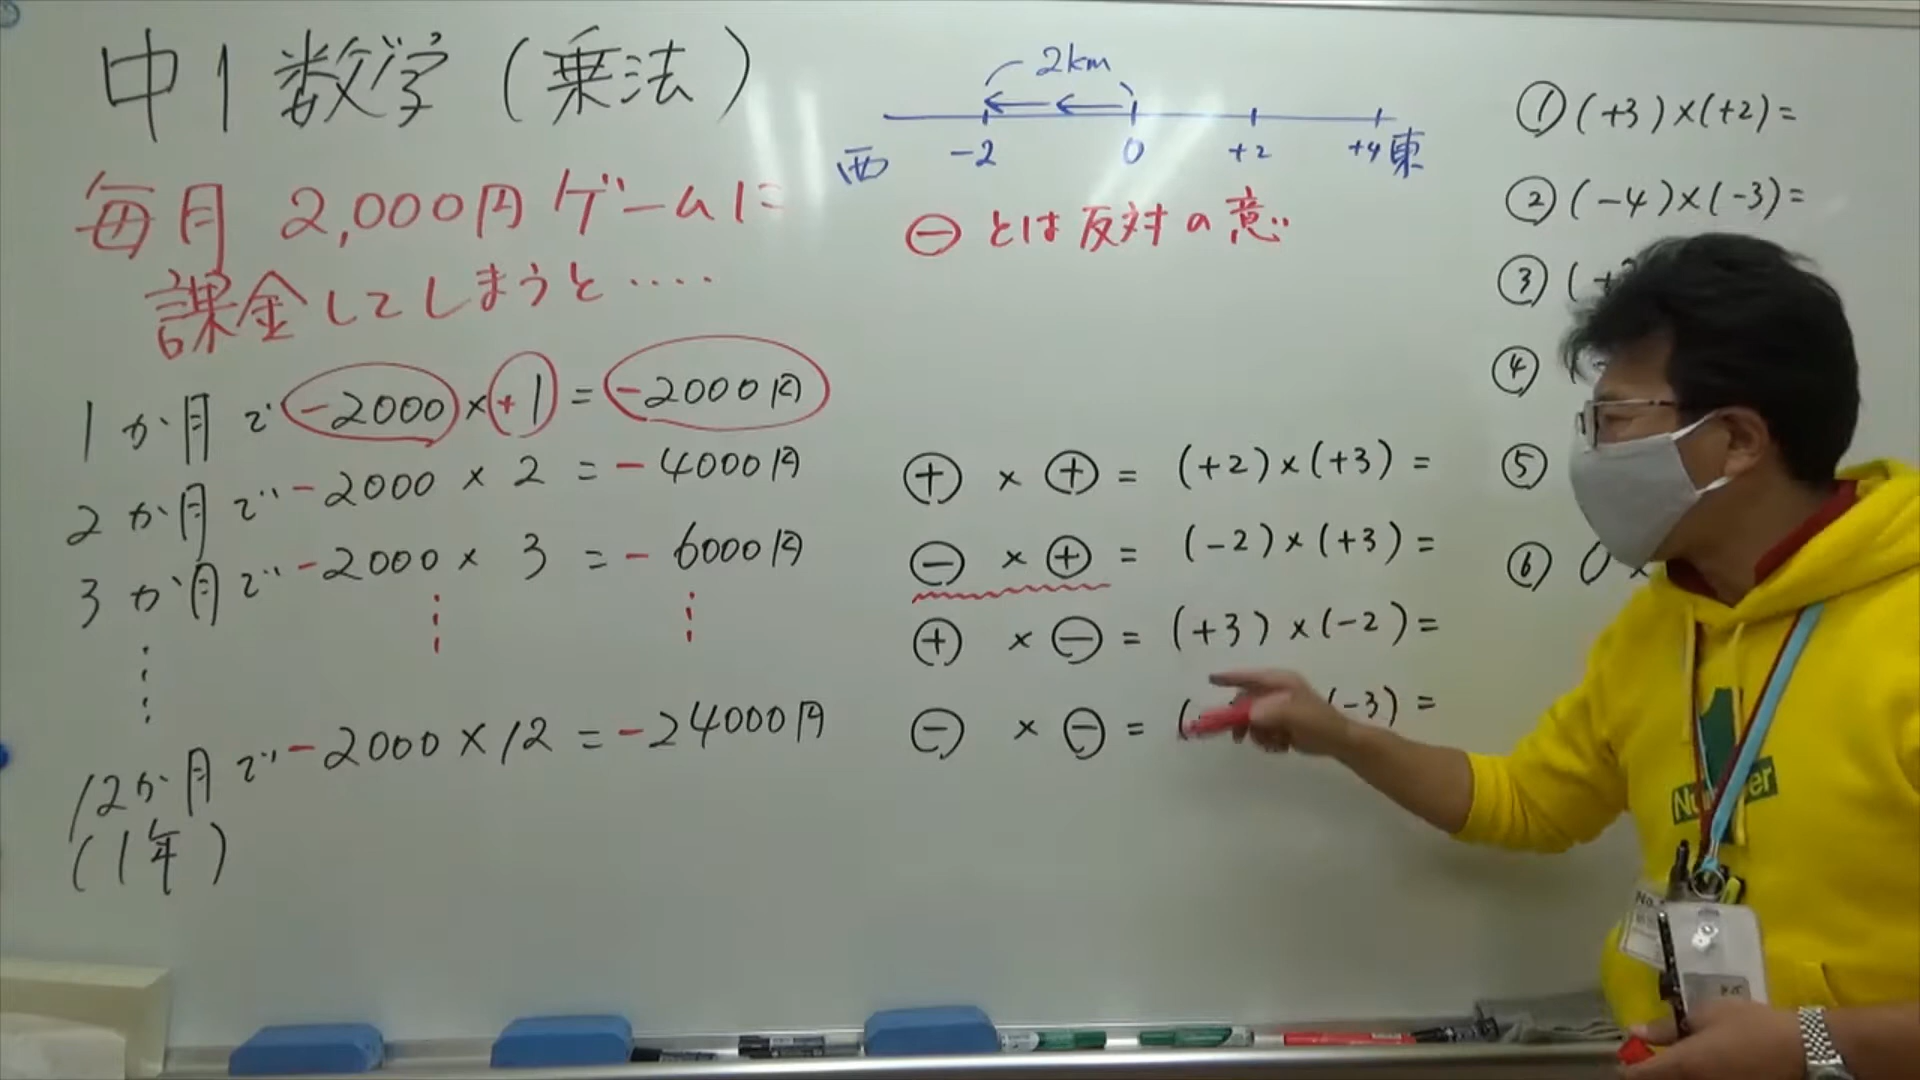 中1数学(乗法)
毎月 2,000円ゲームに
課金してしまうと‥‥
1か月で -2000×+1 = -2000円
2か月で -2000 × 2 = -4000円
3か月で -2000 × 3 = -6000円
12か月で -2000×12 = -24000円
(1年)
2km
西 -2 0 +2 +4 東
⊖ とは反対の意
⊕ × ⊕ = (+2)×(+3) =
⊖ × ⊕ = (-2)×(+3) =
⊕ × ⊖ = (+3)×(-2) =
⊖ × ⊖ = ( (-3) =
① (+3)×(+2)=
② (-4)×(-3)=
③ (+
④ (
⑤
⑥ 0 ×